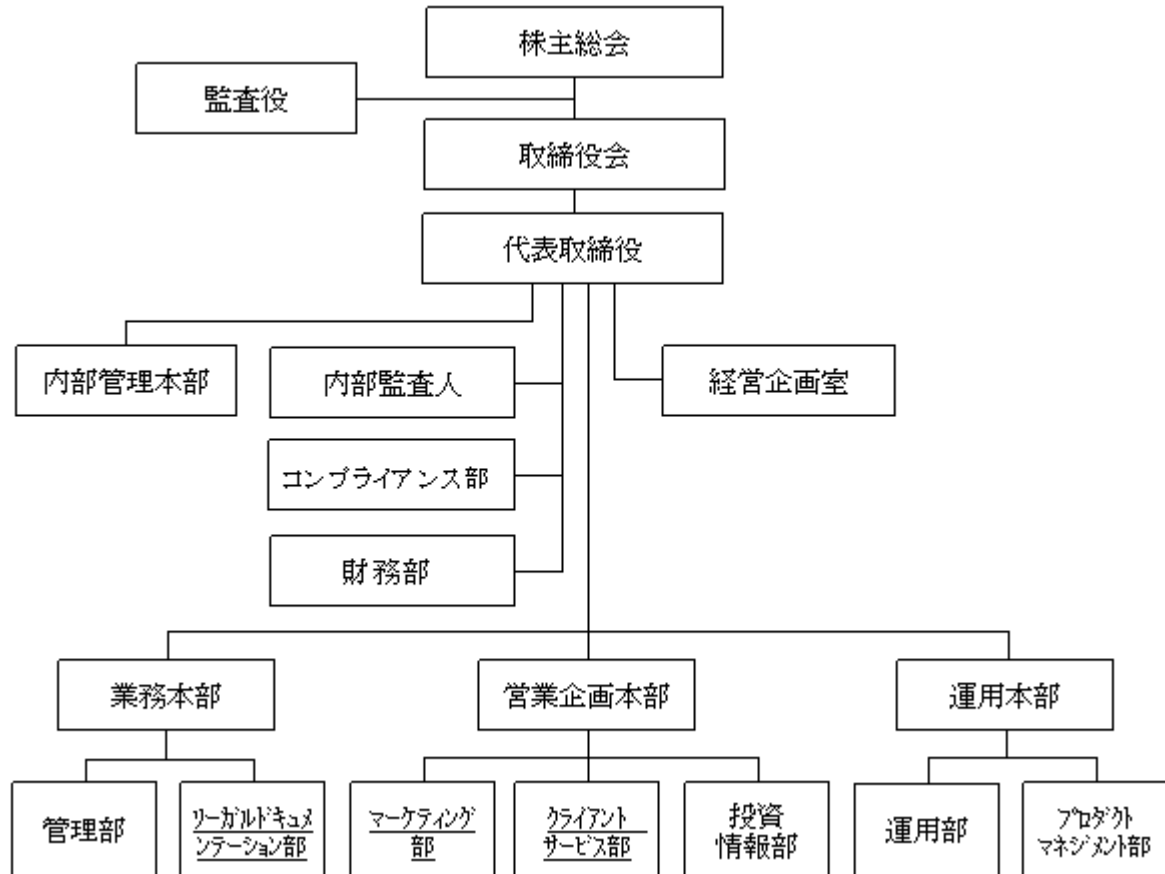 株主総会
監査役
取締役会
代表取締役
内部管理本部
内部監査人
経営企画室
コンプライアンス部
財務部
業務本部
営業企画本部
運用本部
管理部
リーガルドキュメ
ンテーション部
マーケティング
部
クライアント
サービス部
投資
情報部
運用部
プロダクト
マネジメント部